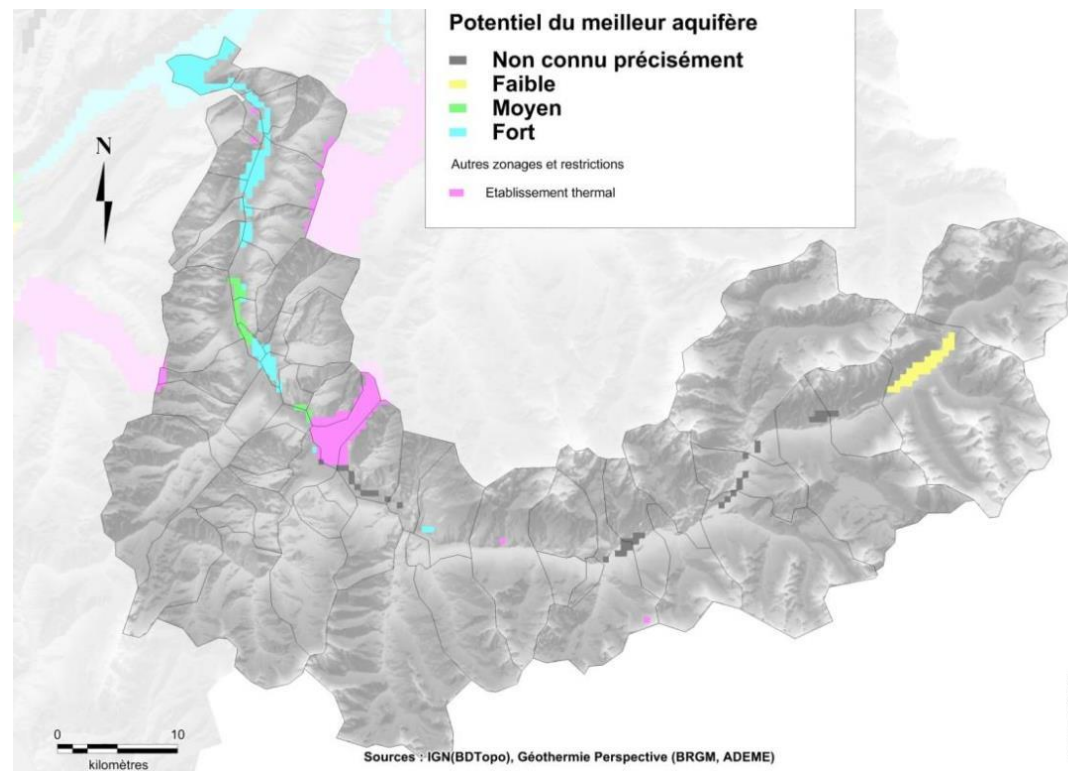 Potentiel du meilleur aquifère
Non connu précisément
Faible
Moyen
Fort
Autres zonages et restrictions
Etablissement thermal
N
0 10
kilomètres
Sources : IGN(BDTopo), Géothermie Perspective (BRGM, ADEME)